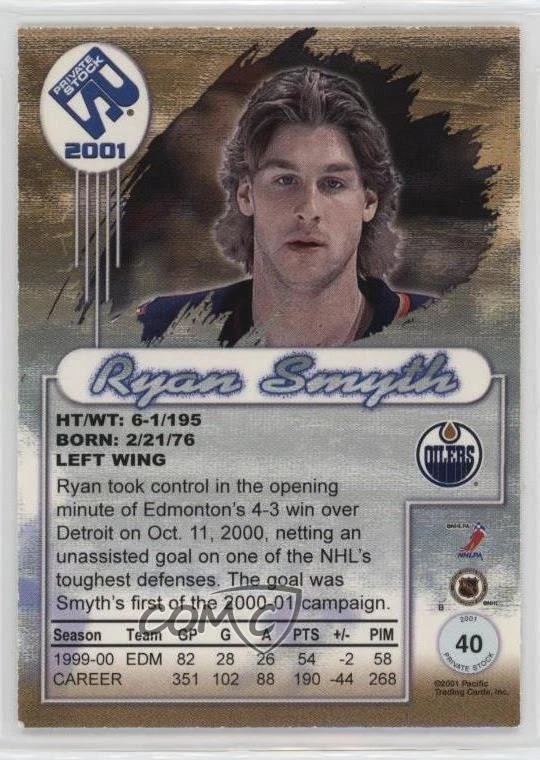 PRIVATE
STOCK
2001
Ryan Smyth
HT/WT: 6-1/195
BORN: 2/21/76
LEFT WING
OILERS
Ryan took control in the opening
minute of Edmonton's 4-3 win over
Detroit on Oct. 11, 2000, netting an
unassisted goal on one of the NHL's
toughest defenses. The goal was
Smyth's first of the 2000-01 campaign.
Season Team GP G A PTS +/- PIM
1999-00 EDM 82 28 26 54 -2 58
CAREER 351 102 88 190 -44 268
©NHLPA
NHLPA
B ©NHL
2001
40
PRIVATE STOCK
©2001 Pacific
Trading Cards, Inc.
COMC